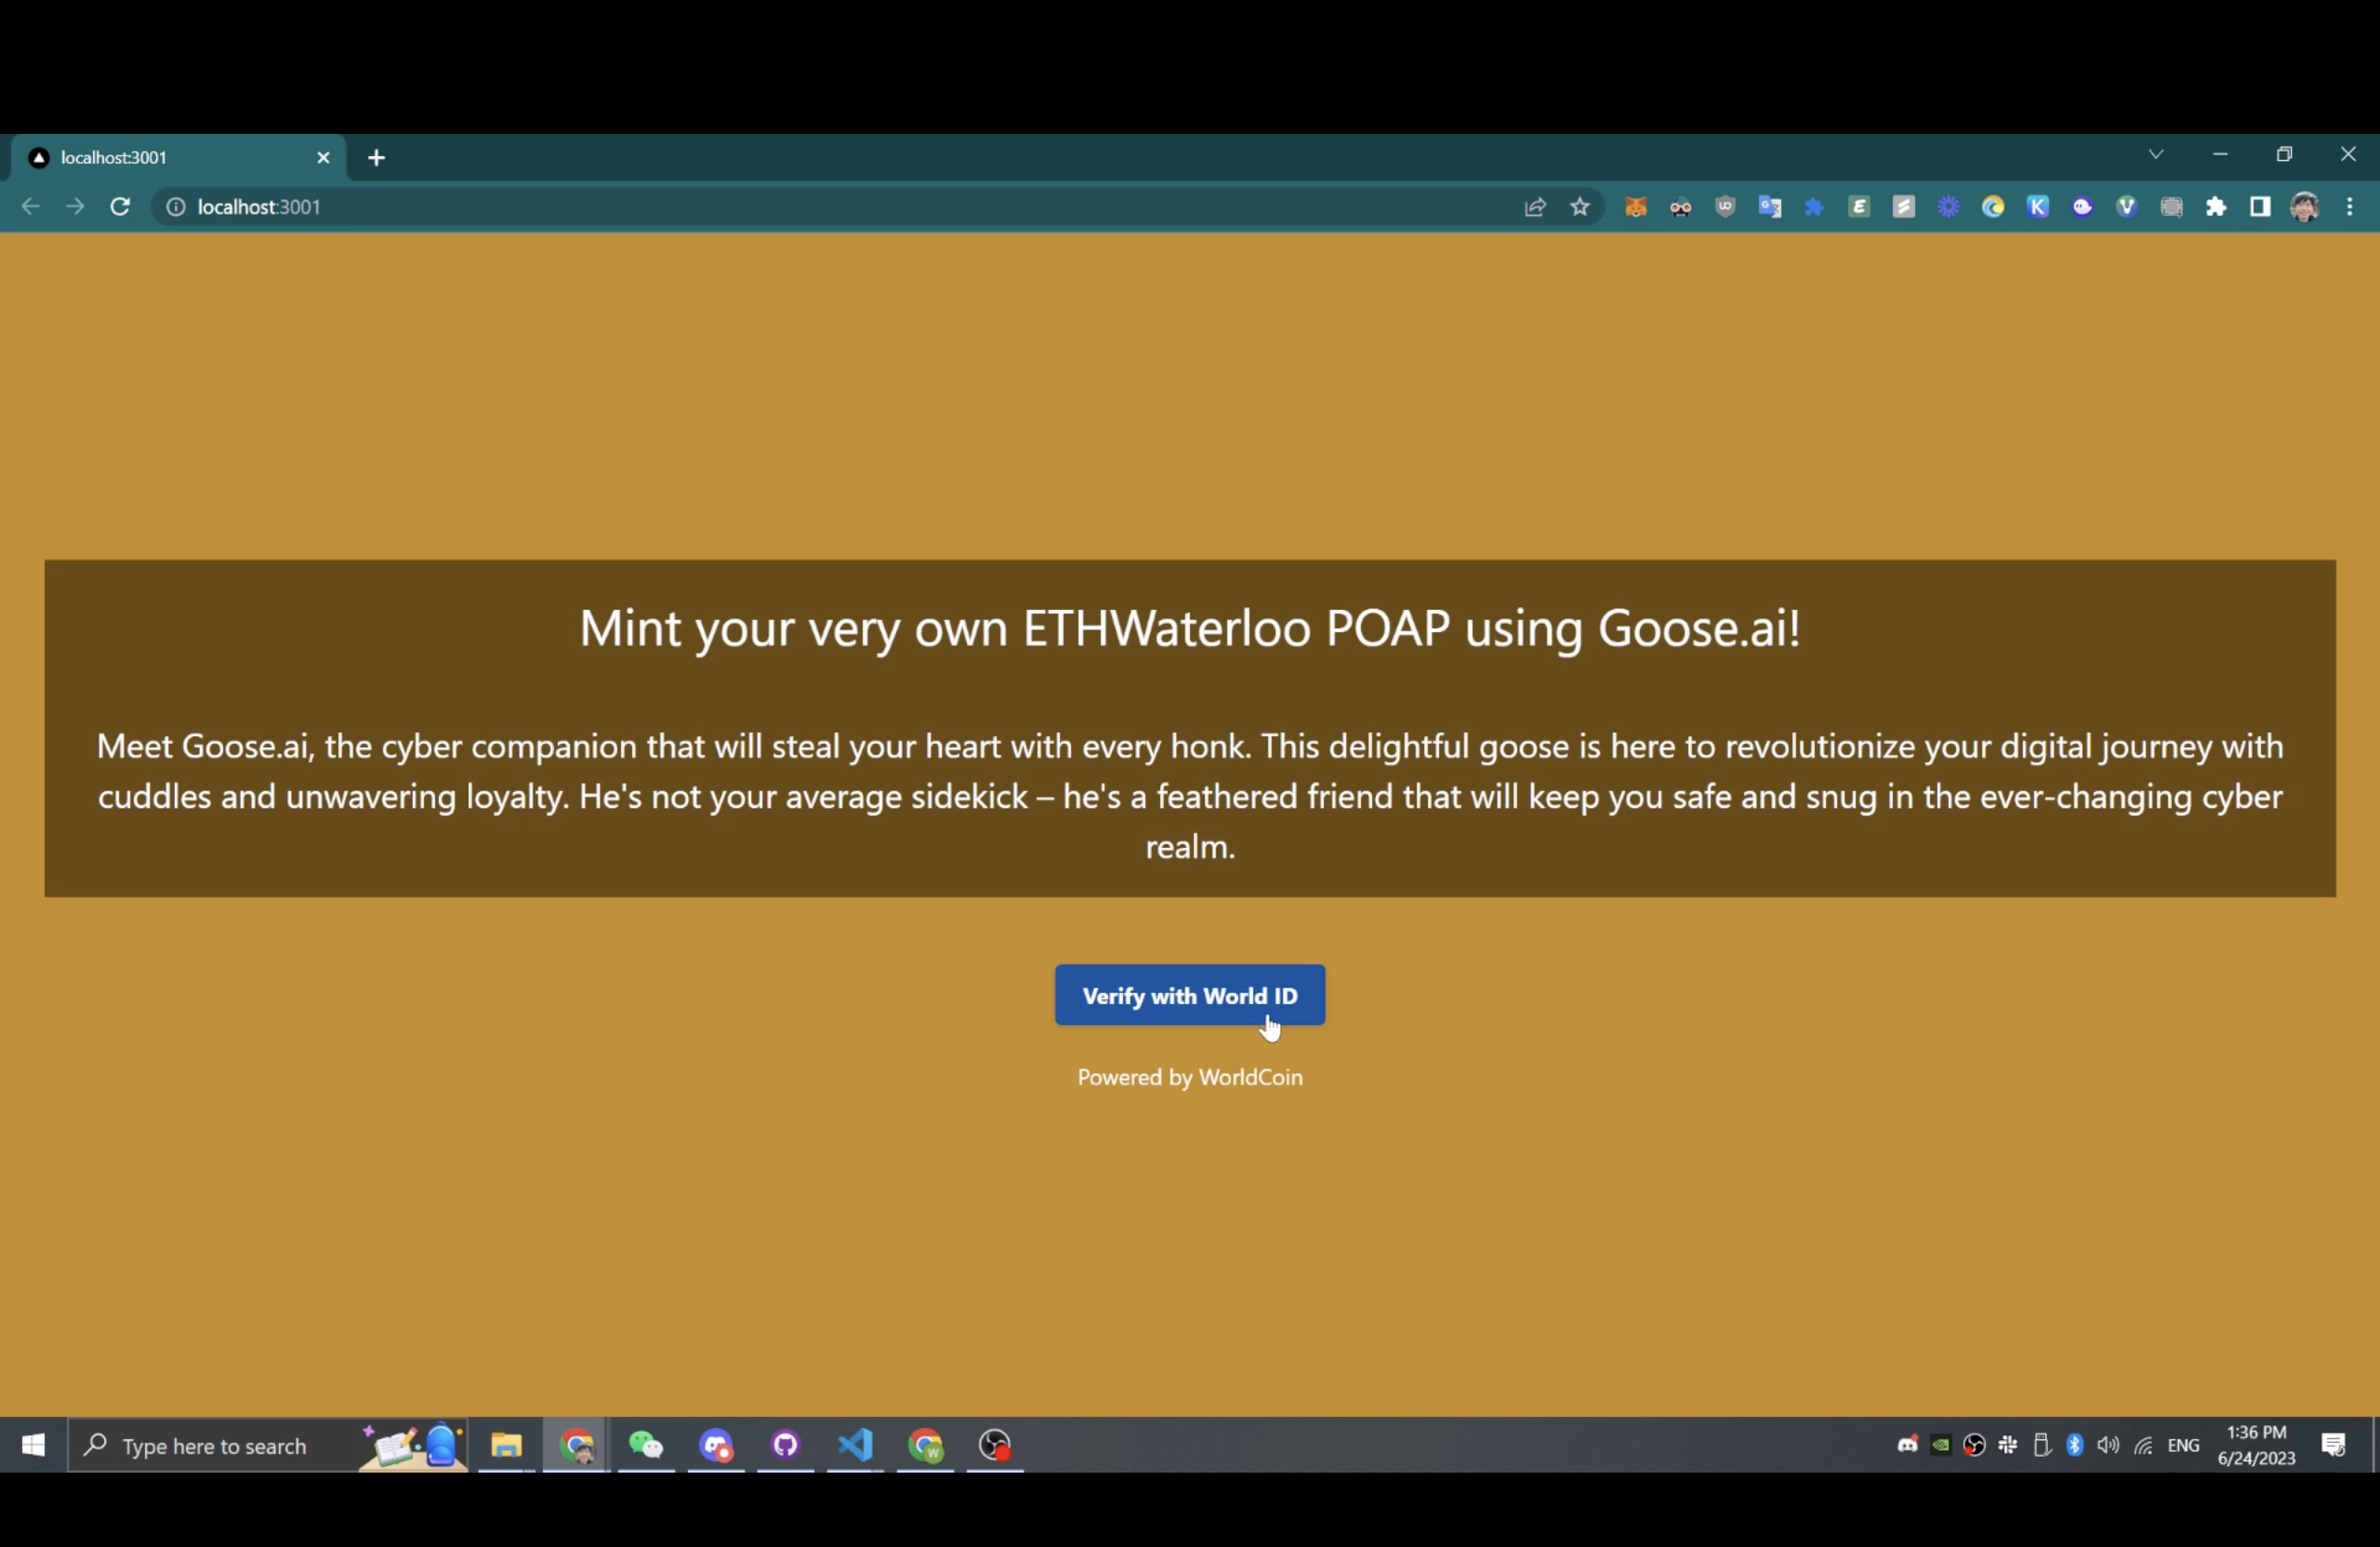 localhost:3001
localhost:3001
Mint your very own ETHWaterloo POAP using Goose.ai!
Meet Goose.ai, the cyber companion that will steal your heart with every honk. This delightful goose is here to revolutionize your digital journey with
cuddles and unwavering loyalty. He's not your average sidekick – he's a feathered friend that will keep you safe and snug in the ever-changing cyber
realm.
Verify with World ID
Powered by WorldCoin
Type here to search
ENG
1:36 PM
6/24/2023